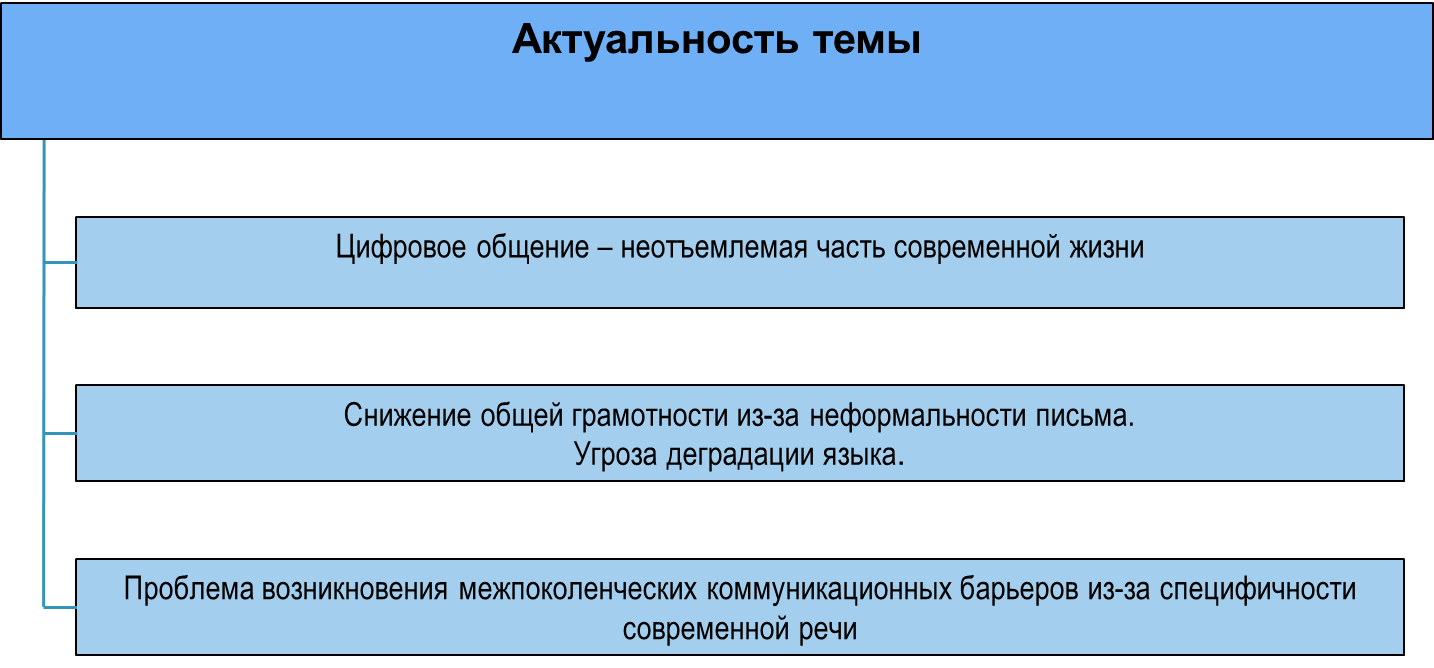 Актуальность темы
Цифровое общение – неотъемлемая часть современной жизни
Снижение общей грамотности из-за неформальности письма.
Угроза деградации языка.
Проблема возникновения межпоколенческих коммуникационных барьеров из-за специфичности
современной речи